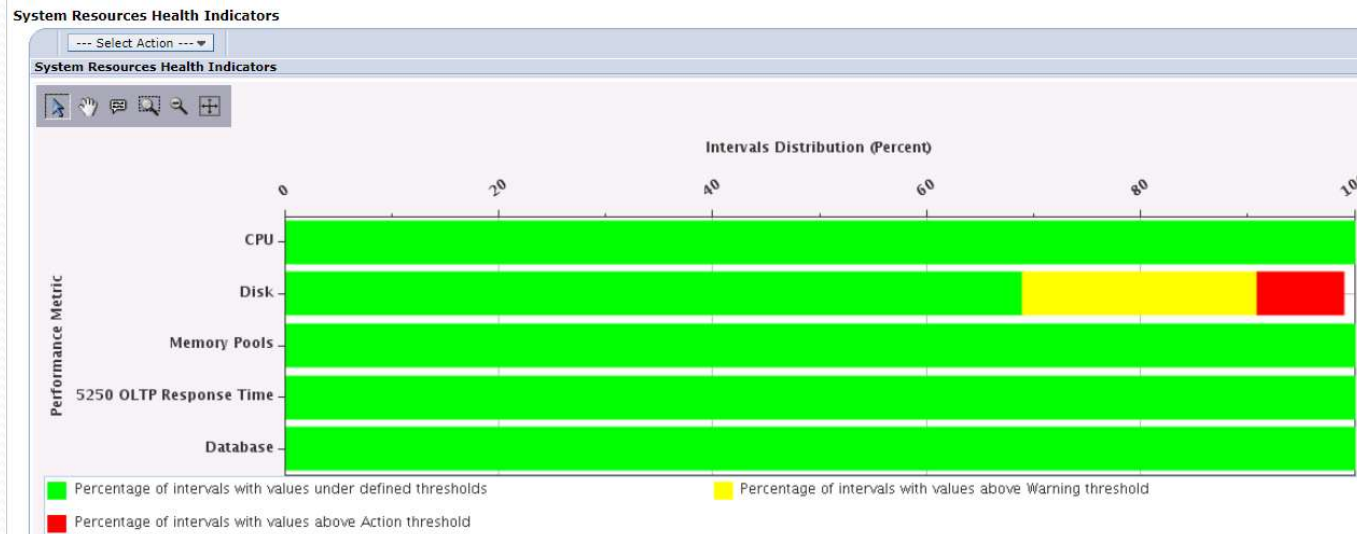 System Resources Health Indicators
--- Select Action ---
System Resources Health Indicators
Intervals Distribution (Percent)
0 20 40 60 80
Performance Metric
CPU
Disk
Memory Pools
5250 OLTP Response Time
Database
Percentage of intervals with values under defined thresholds
Percentage of intervals with values above Warning threshold
Percentage of intervals with values above Action threshold